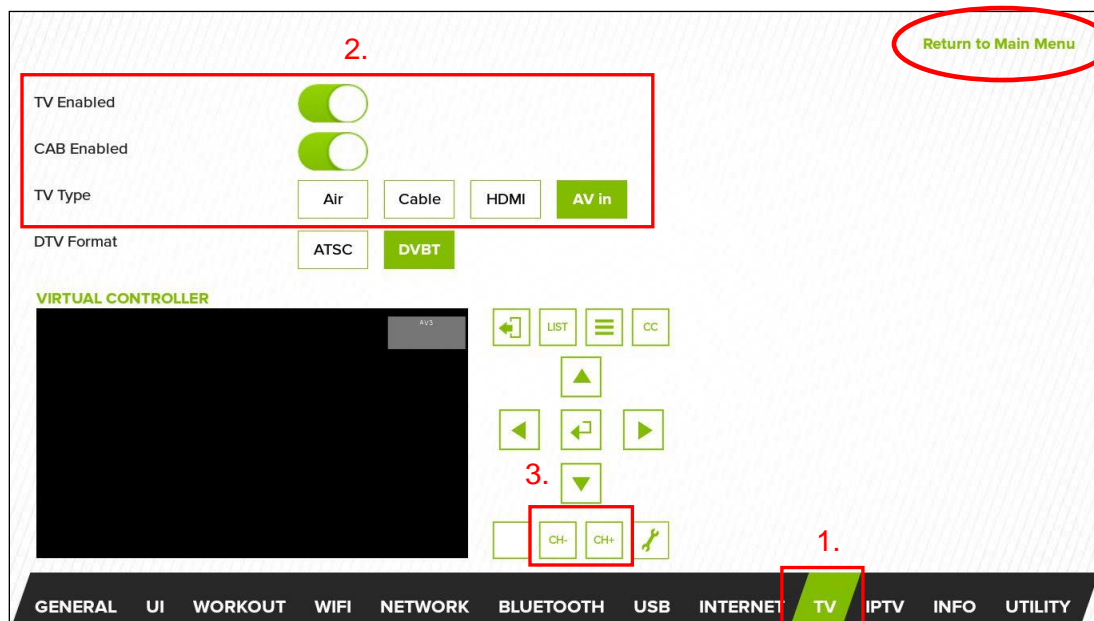 Return to Main Menu
2.
TV Enabled
CAB Enabled
TV Type Air Cable HDMI AV in
DTV Format ATSC DVBT
VIRTUAL CONTROLLER
AV3
LIST CC
3.
CH- CH+
1.
GENERAL UI WORKOUT WIFI NETWORK BLUETOOTH USB INTERNET TV IPTV INFO UTILITY